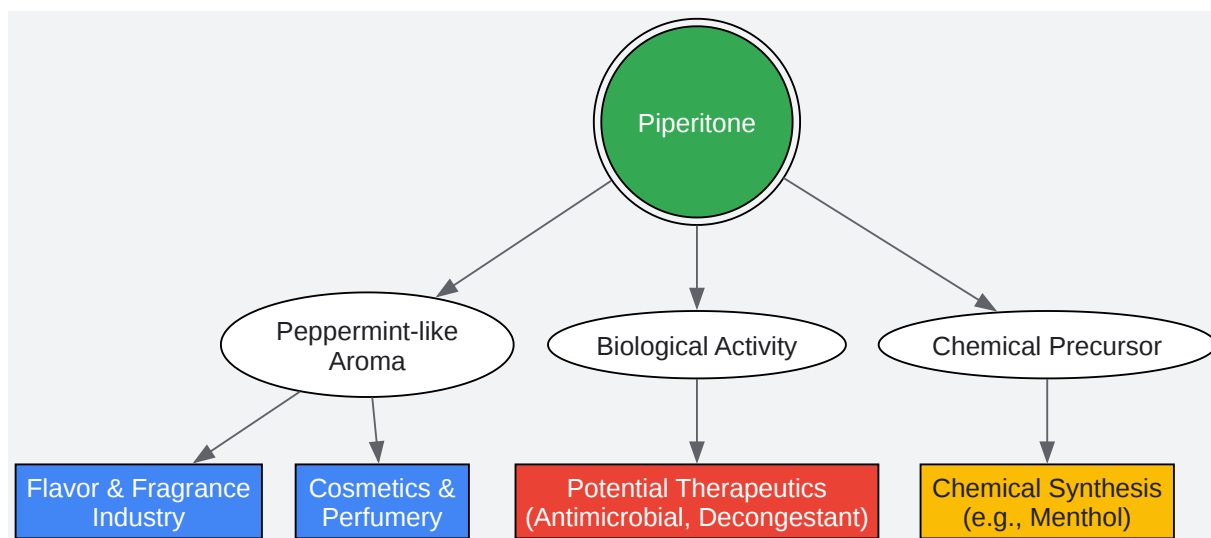 Piperitone
Peppermint-like
Aroma
Biological Activity
Chemical Precursor
Flavor & Fragrance
Industry
Cosmetics &
Perfumery
Potential Therapeutics
(Antimicrobial, Decongestant)
Chemical Synthesis
(e.g., Menthol)